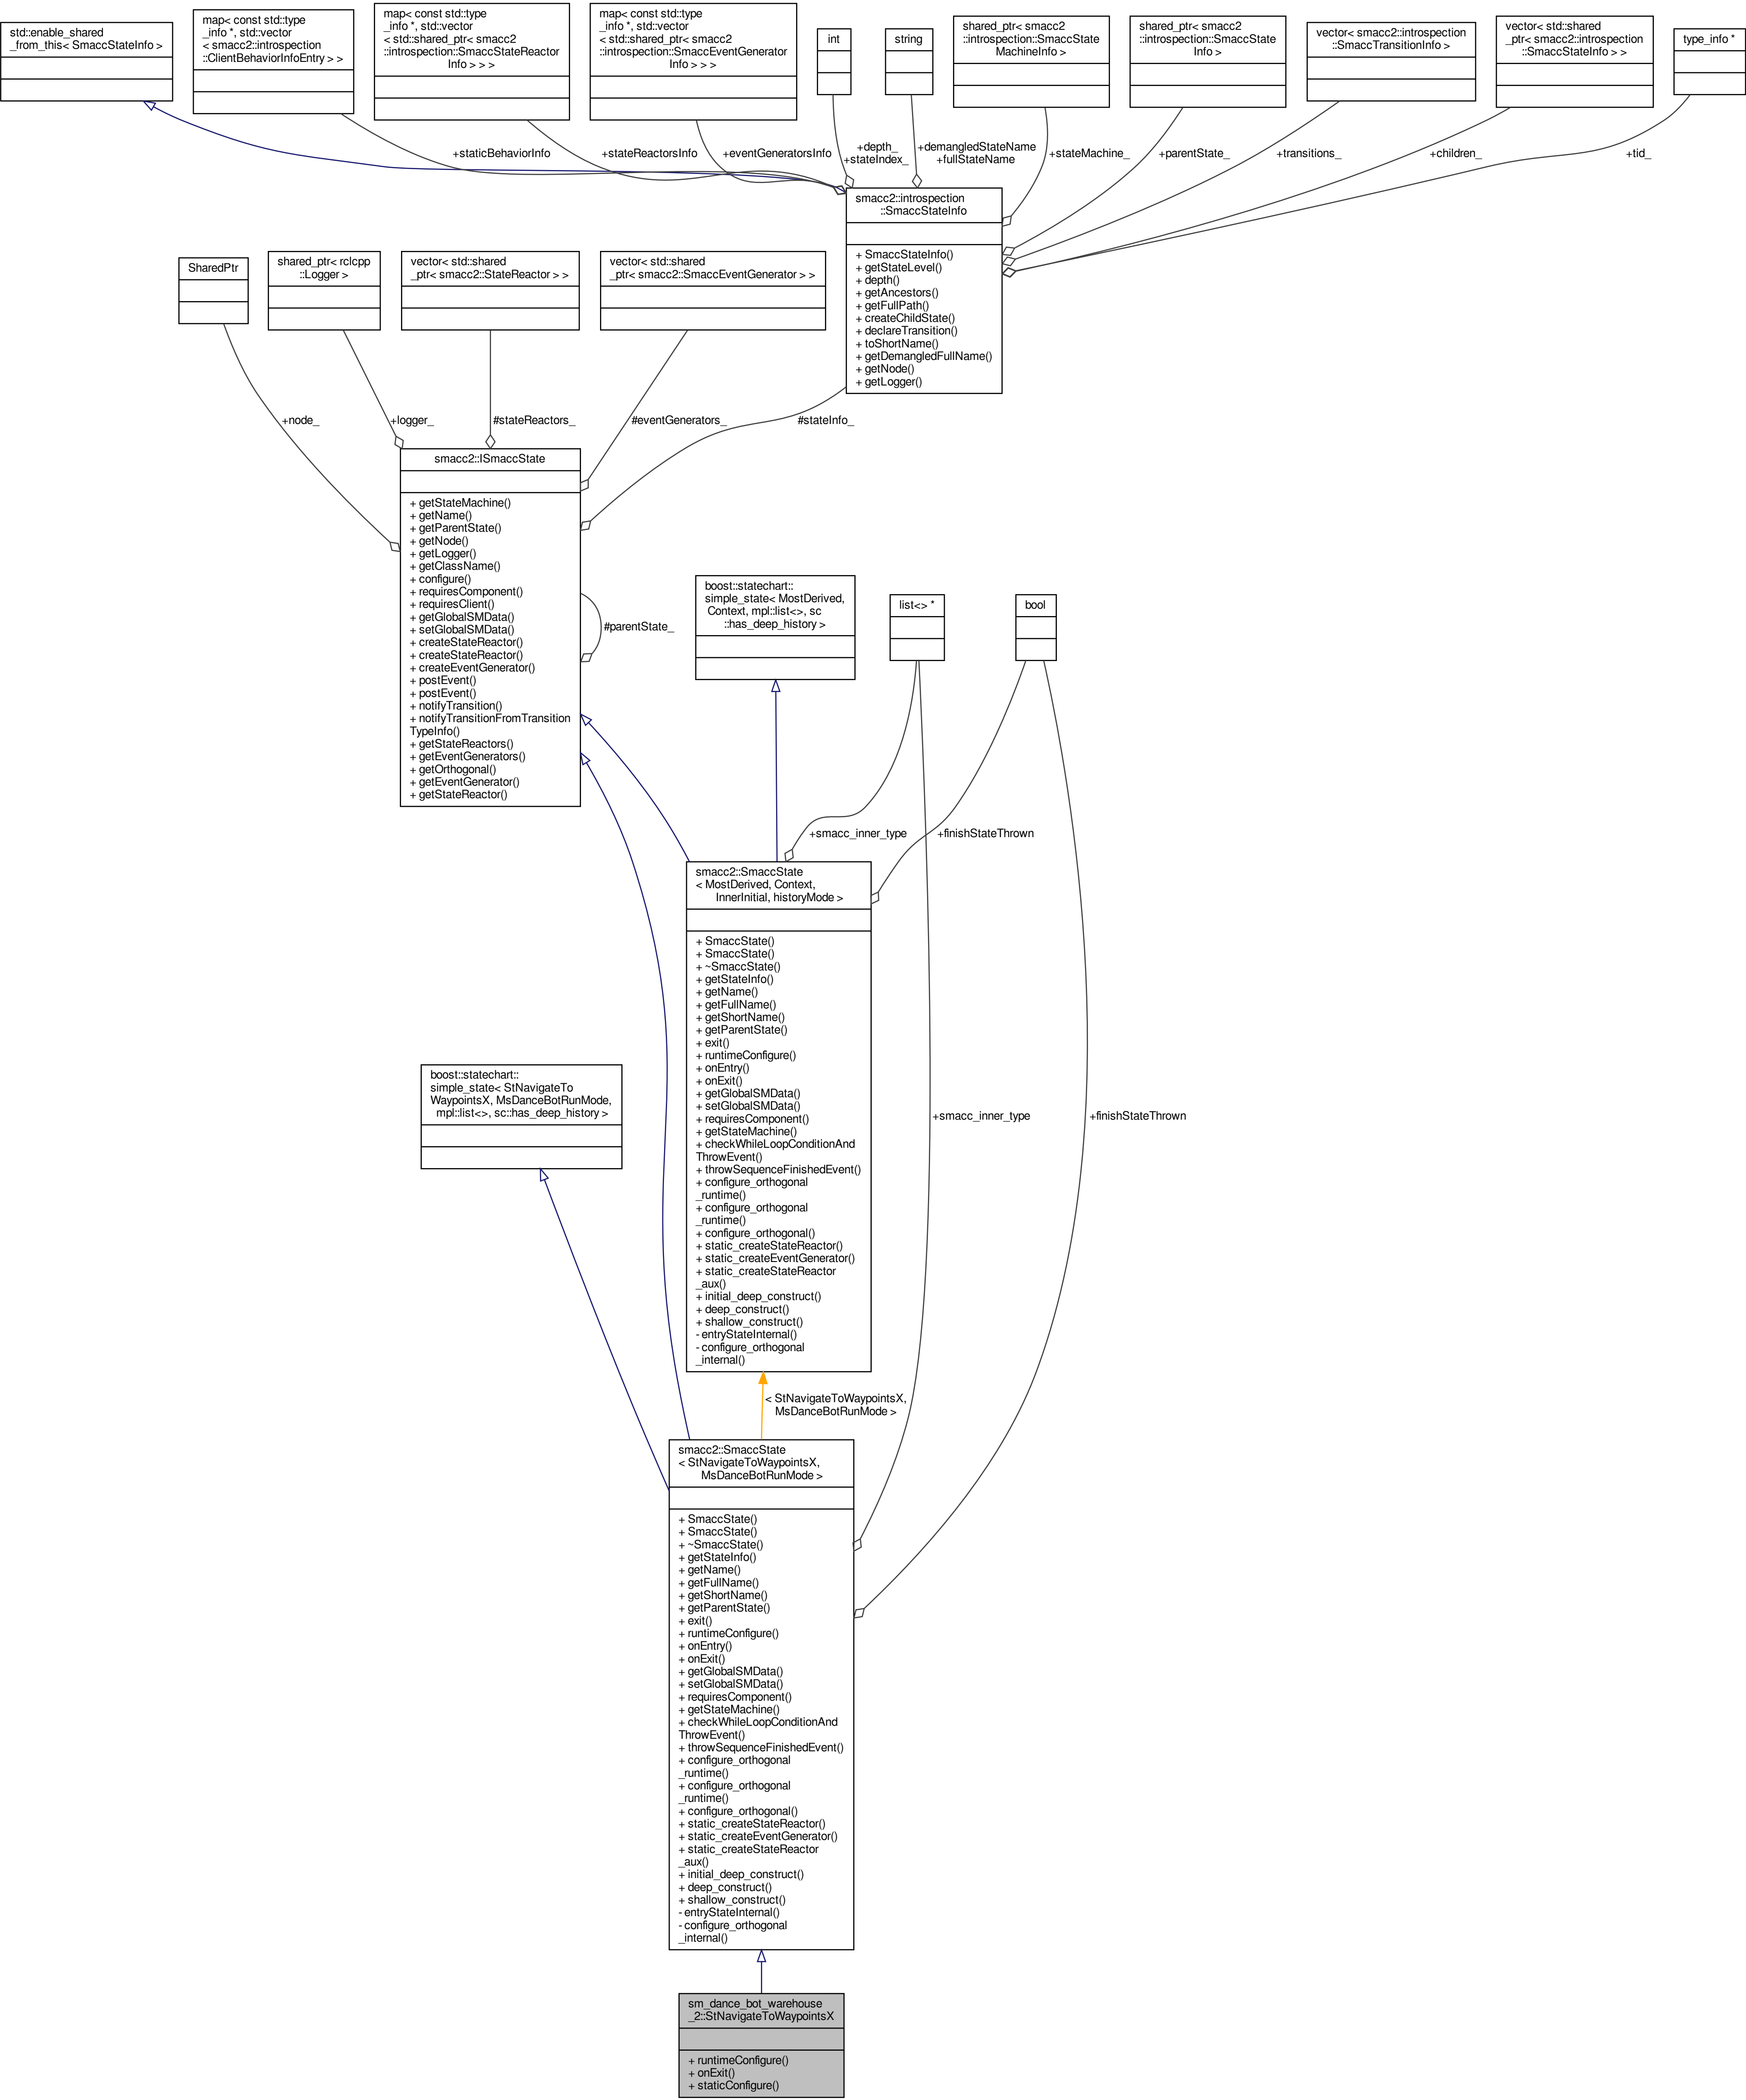 std::enable_shared
_from_this< SmaccStateInfo >
map< const std::type
_info *, std::vector
< smacc2::introspection
::ClientBehaviorInfoEntry > >
map< const std::type
_info *, std::vector
< std::shared_ptr< smacc2
::introspection::SmaccStateReactor
Info > > >
map< const std::type
_info *, std::vector
< std::shared_ptr< smacc2
::introspection::SmaccEventGenerator
Info > > >
int
string
shared_ptr< smacc2
::introspection::SmaccState
MachineInfo >
shared_ptr< smacc2
::introspection::SmaccState
Info >
vector< smacc2::introspection
::SmaccTransitionInfo >
vector< std::shared
_ptr< smacc2::introspection
::SmaccStateInfo > >
type_info *
+staticBehaviorInfo
+stateReactorsInfo
+eventGeneratorsInfo
+depth_
+stateIndex_
+demangledStateName
+fullStateName
+stateMachine_
+parentState_
+transitions_
+children_
+tid_
smacc2::introspection
::SmaccStateInfo
+ SmaccStateInfo()
+ getStateLevel()
+ depth()
+ getAncestors()
+ getFullPath()
+ createChildState()
+ declareTransition()
+ toShortName()
+ getDemangledFullName()
+ getNode()
+ getLogger()
SharedPtr
shared_ptr< rclcpp
::Logger >
vector< std::shared
_ptr< smacc2::StateReactor > >
vector< std::shared
_ptr< smacc2::SmaccEventGenerator > >
+node_
+logger_
#stateReactors_
#eventGenerators_
#stateInfo_
smacc2::ISmaccState
+ getStateMachine()
+ getName()
+ getParentState()
+ getNode()
+ getLogger()
+ getClassName()
+ configure()
+ requiresComponent()
+ requiresClient()
+ getGlobalSMData()
+ setGlobalSMData()
+ createStateReactor()
+ createStateReactor()
+ createEventGenerator()
+ postEvent()
+ postEvent()
+ notifyTransition()
+ notifyTransitionFromTransition
TypeInfo()
+ getStateReactors()
+ getEventGenerators()
+ getOrthogonal()
+ getEventGenerator()
+ getStateReactor()
#parentState_
boost::statechart::
simple_state< MostDerived,
Context, mpl::list<>, sc
::has_deep_history >
list<> *
bool
+smacc_inner_type
+finishStateThrown
smacc2::SmaccState
< MostDerived, Context,
InnerInitial, historyMode >
+ SmaccState()
+ SmaccState()
+ ~SmaccState()
+ getStateInfo()
+ getName()
+ getFullName()
+ getShortName()
+ getParentState()
+ exit()
+ runtimeConfigure()
+ onEntry()
+ onExit()
+ getGlobalSMData()
+ setGlobalSMData()
+ requiresComponent()
+ getStateMachine()
+ checkWhileLoopConditionAnd
ThrowEvent()
+ throwSequenceFinishedEvent()
+ configure_orthogonal
_runtime()
+ configure_orthogonal
_runtime()
+ configure_orthogonal()
+ static_createStateReactor()
+ static_createEventGenerator()
+ static_createStateReactor
_aux()
+ initial_deep_construct()
+ deep_construct()
+ shallow_construct()
- entryStateInternal()
- configure_orthogonal
_internal()
boost::statechart::
simple_state< StNavigateTo
WaypointsX, MsDanceBotRunMode,
mpl::list<>, sc::has_deep_history >
+smacc_inner_type
+finishStateThrown
< StNavigateToWaypointsX,
MsDanceBotRunMode >
smacc2::SmaccState
< StNavigateToWaypointsX,
MsDanceBotRunMode >
+ SmaccState()
+ SmaccState()
+ ~SmaccState()
+ getStateInfo()
+ getName()
+ getFullName()
+ getShortName()
+ getParentState()
+ exit()
+ runtimeConfigure()
+ onEntry()
+ onExit()
+ getGlobalSMData()
+ setGlobalSMData()
+ requiresComponent()
+ getStateMachine()
+ checkWhileLoopConditionAnd
ThrowEvent()
+ throwSequenceFinishedEvent()
+ configure_orthogonal
_runtime()
+ configure_orthogonal
_runtime()
+ configure_orthogonal()
+ static_createStateReactor()
+ static_createEventGenerator()
+ static_createStateReactor
_aux()
+ initial_deep_construct()
+ deep_construct()
+ shallow_construct()
- entryStateInternal()
- configure_orthogonal
_internal()
sm_dance_bot_warehouse
_2::StNavigateToWaypointsX
+ runtimeConfigure()
+ onExit()
+ staticConfigure()